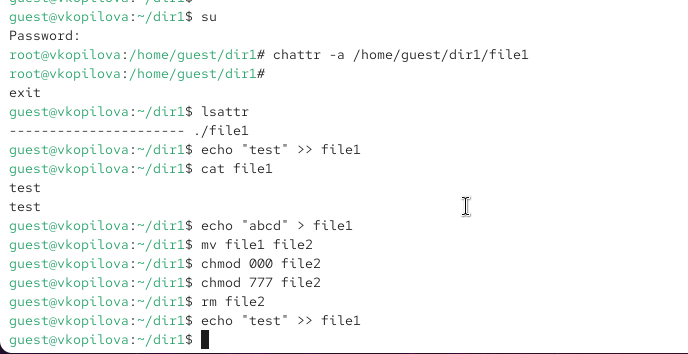 guest@vkopilova:~/dir1$ su
Password:
root@vkopilova:/home/guest/dir1# chattr -a /home/guest/dir1/file1
root@vkopilova:/home/guest/dir1#
exit
guest@vkopilova:~/dir1$ lsattr
---------------------- ./file1
guest@vkopilova:~/dir1$ echo "test" >> file1
guest@vkopilova:~/dir1$ cat file1
test
test
guest@vkopilova:~/dir1$ echo "abcd" > file1
guest@vkopilova:~/dir1$ mv file1 file2
guest@vkopilova:~/dir1$ chmod 000 file2
guest@vkopilova:~/dir1$ chmod 777 file2
guest@vkopilova:~/dir1$ rm file2
guest@vkopilova:~/dir1$ echo "test" >> file1
guest@vkopilova:~/dir1$